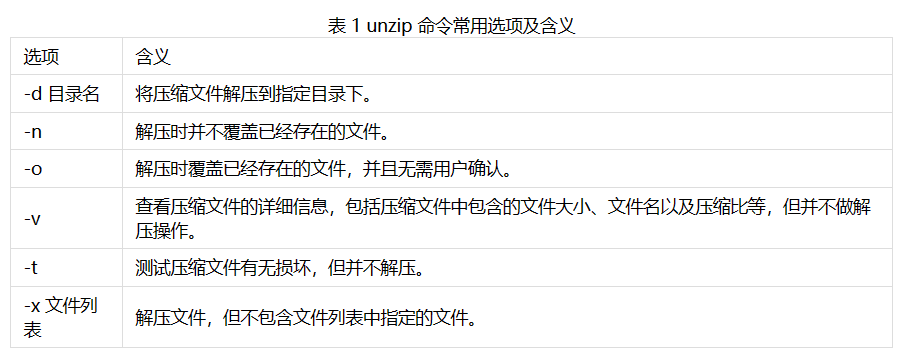 表 1 unzip 命令常用选项及含义
选项 含义
-d 目录名 将压缩文件解压到指定目录下。
-n 解压时并不覆盖已经存在的文件。
-o 解压时覆盖已经存在的文件，并且无需用户确认。
-v 查看压缩文件的详细信息，包括压缩文件中包含的文件大小、文件名以及压缩比等，但并不做解
压操作。
-t 测试压缩文件有无损坏，但并不解压。
-x 文件列
表 解压文件，但不包含文件列表中指定的文件。